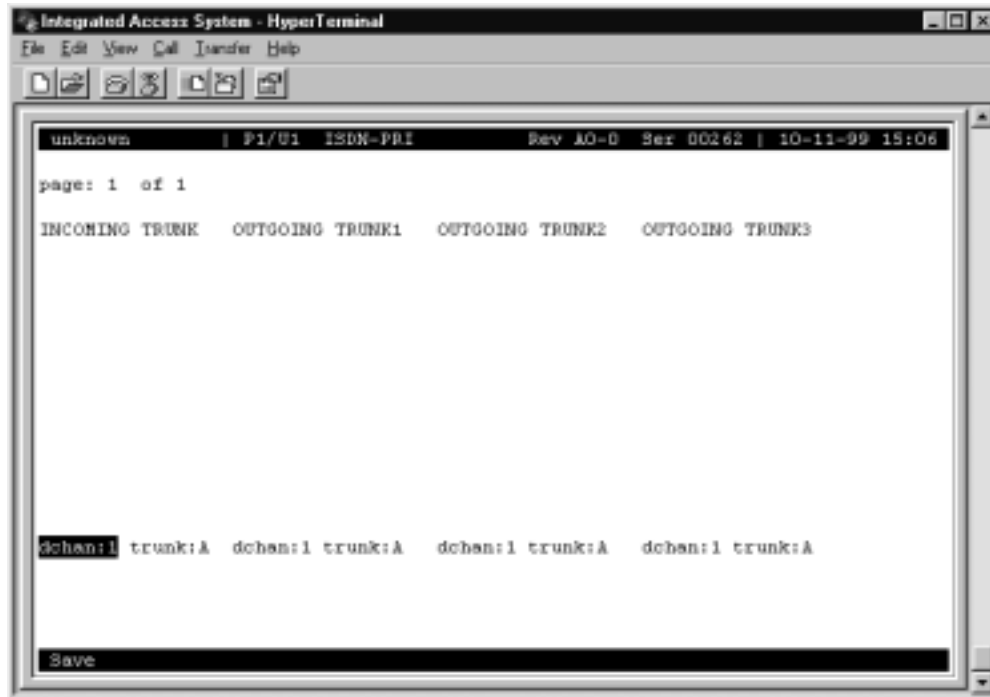 Integrated Access System - HyperTerminal
File Edit View Call Transfer Help
unknown | P1/U1 ISDN-PRI Rev A0-0 Ser 00262 | 10-11-99 15:06
page: 1 of 1
INCOMING TRUNK OUTGOING TRUNK1 OUTGOING TRUNK2 OUTGOING TRUNK3
dchan:1 trunk:A dchan:1 trunk:A dchan:1 trunk:A dchan:1 trunk:A
Save